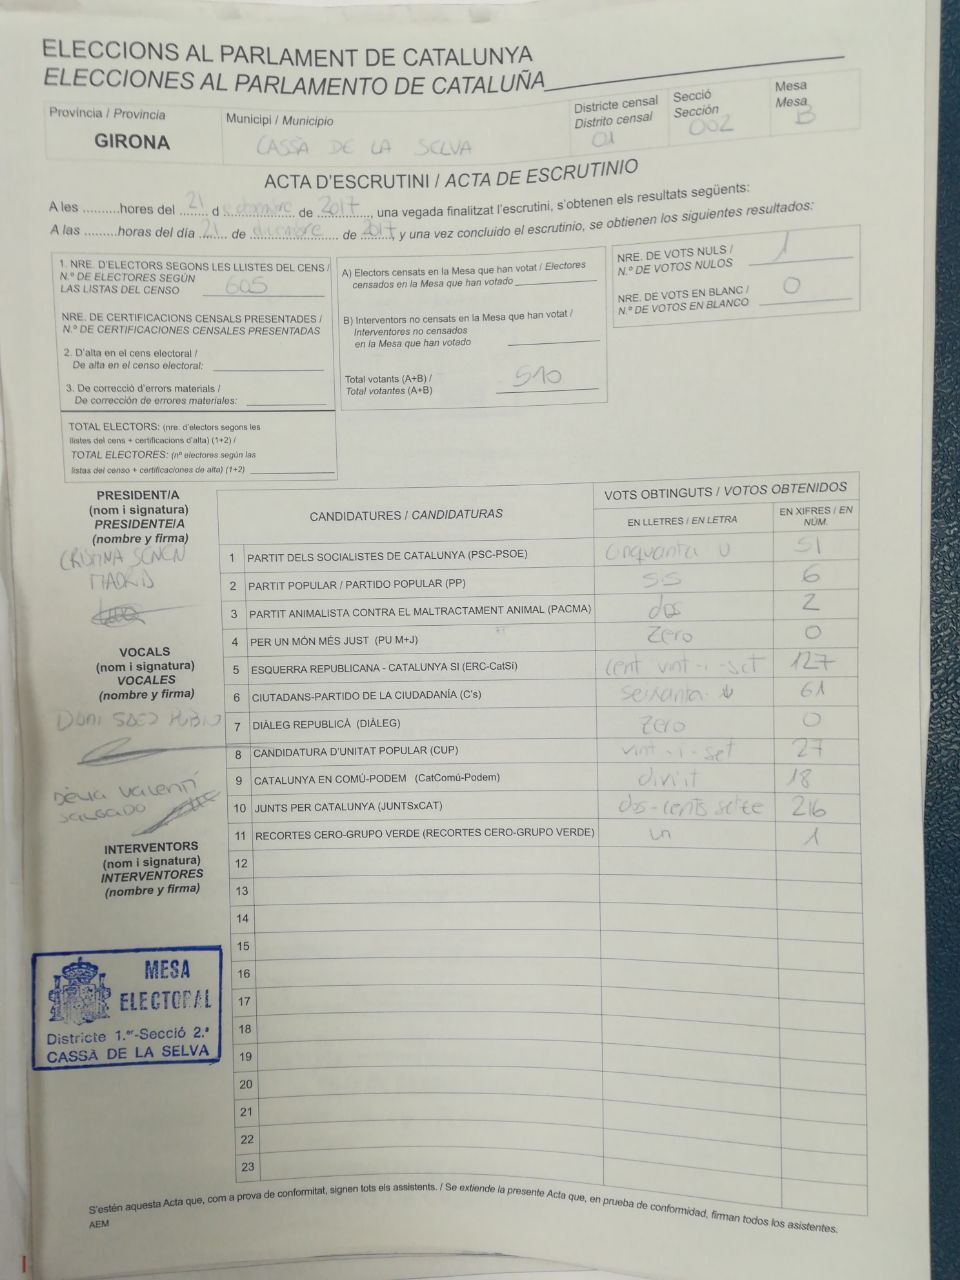 ELECCIONS AL PARLAMENT DE CATALUNYA
ELECCIONES AL PARLAMENTO DE CATALUÑA
Província / Provincia
GIRONA
Municipi / Municipio
CASSÀ DE LA SELVA
Districte censal
Distrito censal
01
Secció
Sección
002
Mesa
Mesa
B
ACTA D'ESCRUTINI / ACTA DE ESCRUTINIO
A les ..........hores del 21 d de 2017, una vegada finalitzat l'escrutini, s'obtenen els resultats següents:
A las .........horas del día 21 de diciembre de 2017 y una vez concluido el escrutinio, se obtienen los siguientes resultados:
1. NRE. D'ELECTORS SEGONS LES LLISTES DEL CENS /
N.º DE ELECTORES SEGÚN
LAS LISTAS DEL CENSO 605
NRE. DE CERTIFICACIONS CENSALS PRESENTADES /
N.º DE CERTIFICACIONES CENSALES PRESENTADAS
2. D'alta en el cens electoral /
De alta en el censo electoral:
3. De correcció d'errors materials /
De corrección de errores materiales:
TOTAL ELECTORS: (nre. d'electors segons les
llistes del cens + certificacions d'alta) (1+2) /
TOTAL ELECTORES: (nº electores según las
listas del censo + certificaciones de alta) (1+2)
A) Electors censats en la Mesa que han votat / Electores
censados en la Mesa que han votado
B) Interventors no censats en la Mesa que han votat /
Interventores no censados
en la Mesa que han votado
Total votants (A+B) /
Total votantes (A+B) 510
NRE. DE VOTS NULS /
N.º DE VOTOS NULOS 1
NRE. DE VOTS EN BLANC /
N.º DE VOTOS EN BLANCO 0
PRESIDENT/A
(nom i signatura)
PRESIDENTE/A
(nombre y firma)
CRISTINA
MADRID
VOCALS
(nom i signatura)
VOCALES
(nombre y firma)
Dèlia Valentí
SALGADO
INTERVENTORS
(nom i signatura)
INTERVENTORES
(nombre y firma)
MESA
ELECTORAL
Districte 1.er-Secció 2.ª
CASSÀ DE LA SELVA
CANDIDATURES / CANDIDATURAS
VOTS OBTINGUTS / VOTOS OBTENIDOS
EN LLETRES / EN LETRA
EN XIFRES / EN NÚM.
1 PARTIT DELS SOCIALISTES DE CATALUNYA (PSC-PSOE) Cinquanta u 51
2 PARTIT POPULAR / PARTIDO POPULAR (PP) sis 6
3 PARTIT ANIMALISTA CONTRA EL MALTRACTAMENT ANIMAL (PACMA) dos 2
4 PER UN MÓN MÉS JUST (PU M+J) Zero 0
5 ESQUERRA REPUBLICANA - CATALUNYA SI (ERC-CatSí) Cent vint-i-set 127
6 CIUTADANS-PARTIDO DE LA CIUDADANÍA (C's) Seixanta- 61
7 DIÀLEG REPUBLICÀ (DIÀLEG) Zero 0
8 CANDIDATURA D'UNITAT POPULAR (CUP) vint-i-set 27
9 CATALUNYA EN COMÚ-PODEM (CatComú-Podem) divuit 18
10 JUNTS PER CATALUNYA (JUNTSxCAT) dos-cents setze 216
11 RECORTES CERO-GRUPO VERDE (RECORTES CERO-GRUPO VERDE) un 1
12
13
14
15
16
17
18
19
20
21
22
23
S'estén aquesta Acta que, com a prova de conformitat, signen tots els assistents. / Se extiende la presente Acta que, en prueba de conformidad, firman todos los asistentes.
AEM